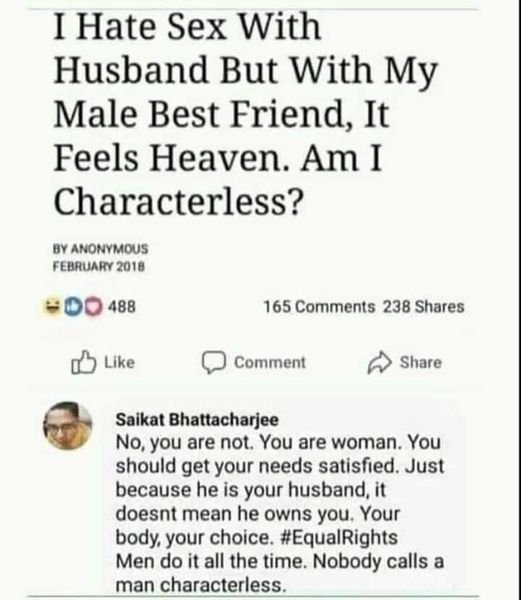 I Hate Sex With
Husband But With My
Male Best Friend, It
Feels Heaven. Am I
Characterless?
BY ANONYMOUS
FEBRUARY 2018
488
165 Comments 238 Shares
Like
Comment
Share
Saikat Bhattacharjee
No, you are not. You are woman. You
should get your needs satisfied. Just
because he is your husband, it
doesnt mean he owns you. Your
body, your choice. #EqualRights
Men do it all the time. Nobody calls a
man characterless.